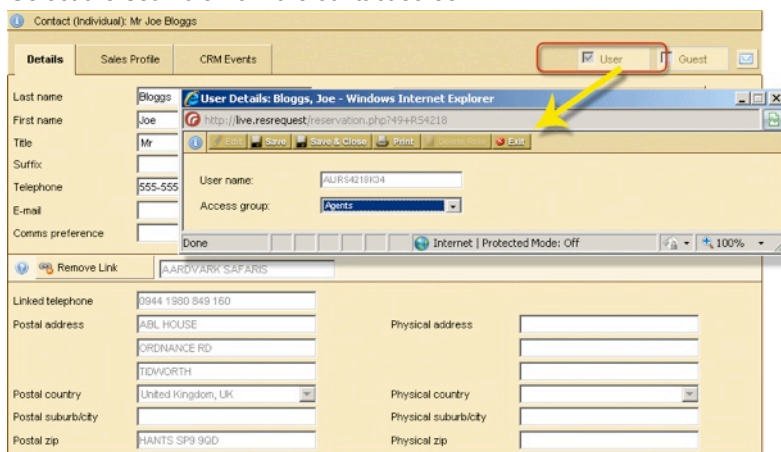 Contact (Individual): Mr Joe Bloggs
Details Sales Profile CRM Events User Guest
Last name Bloggs
User Details: Bloggs, Joe - Windows Internet Explorer
First name Joe
http://live.resrequest/reservation.php?49+RS4218
Title Mr
Edit Save Save & Close Print Exit
Suffix
User name:
Telephone 555-555
Access group: Agents
E-mail
Comms preference
Done Internet | Protected Mode: Off 100%
Remove Link AARDVARK SAFARIS
Linked telephone 0944 1980 849 160
Postal address ABL HOUSE Physical address
ORDNANCE RD
TIDWORTH
Postal country United Kingdom, UK Physical country
Postal suburb/city Physical suburb/city
Postal zip HANTS SP9 9QD Physical zip